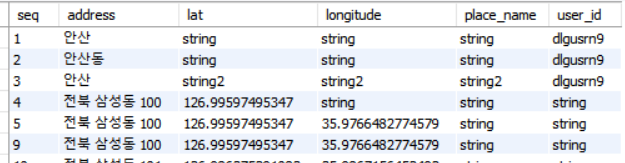 seq address lat longitude place_name user_id
1 안산 string string string dlgusrn9
2 안산동 string string string dlgusrn9
3 안산 string2 string2 string2 dlgusrn9
4 전북 삼성동 100 126.99597495347 string string string
5 전북 삼성동 100 126.99597495347 35.9766482774579 string string
9 전북 삼성동 100 126.99597495347 35.9766482774579 string string